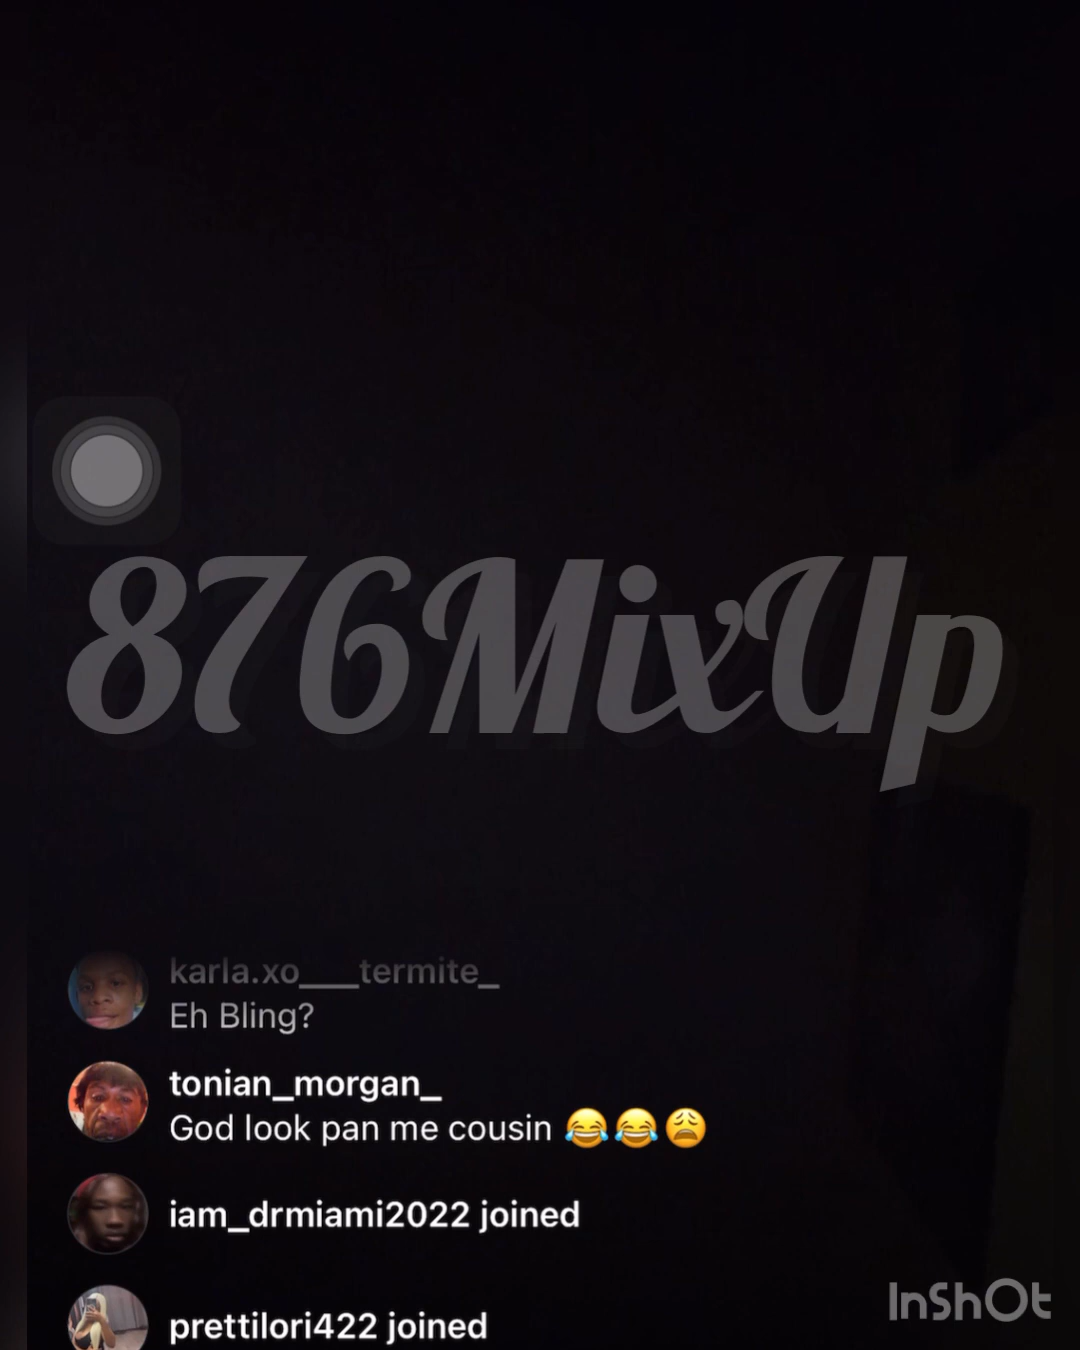 876MixUp
karla.xo___termite_
Eh Bling?
tonian_morgan_
God look pan me cousin 😂😂😩
iam_drmiami2022 joined
prettilori422 joined
InShOt